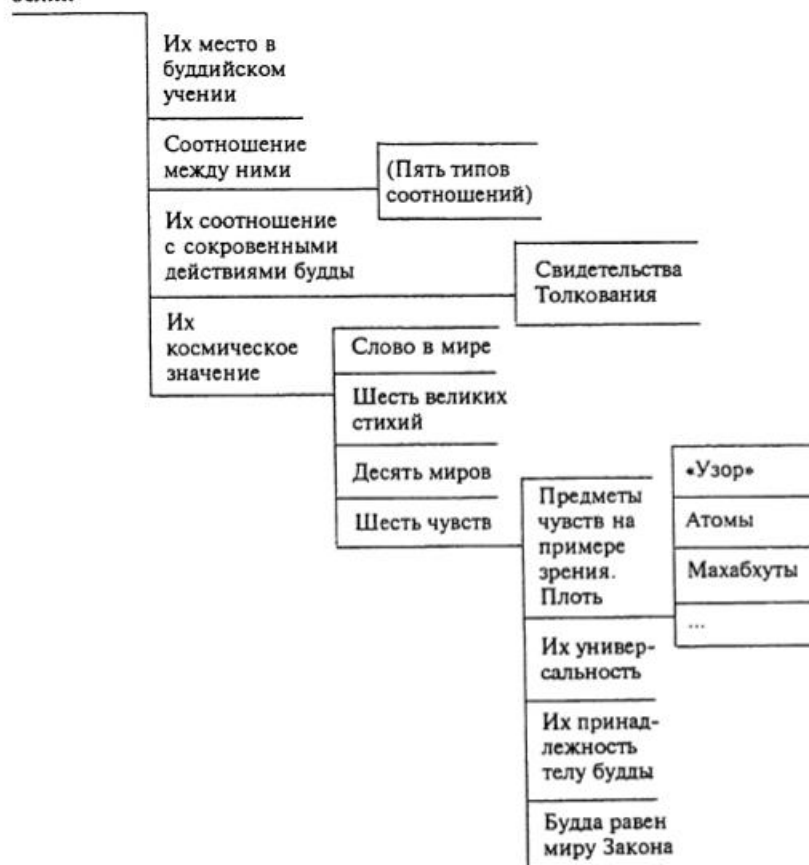 Их место в
буддийском
учении
Соотношение
между ними
(Пять типов
соотношений)
Их соотношение
с сокровенными
действиями будды
Свидетельства
Толкования
Их
космическое
значение
Слово в мире
Шесть великих
стихий
Десять миров
Шесть чувств
Предметы
чувств на
примере
зрения.
Плоть
«Узор»
Атомы
Махабхуты
...
Их универ-
сальность
Их принад-
лежность
телу будды
Будда равен
миру Закона